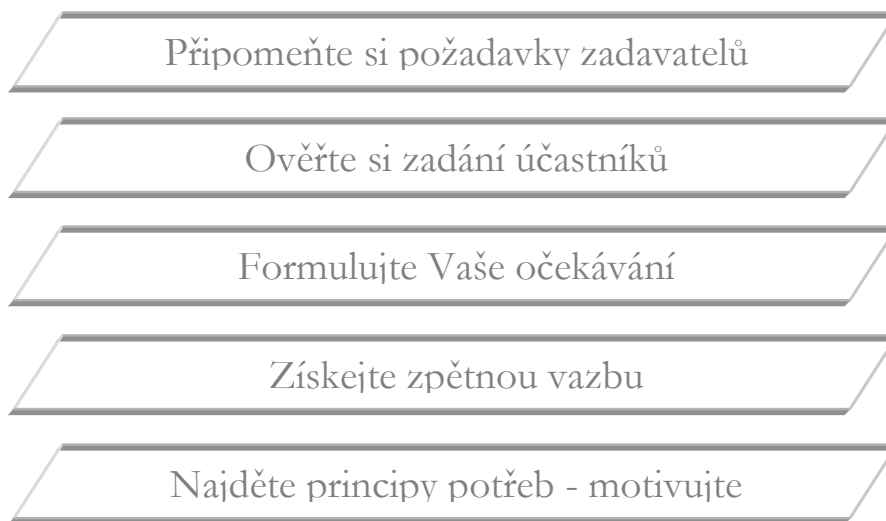 Připomeňte si požadavky zadavatelů
Ověřte si zadání účastníků
Formulujte Vaše očekávání
Získejte zpětnou vazbu
Najděte principy potřeb - motivujte